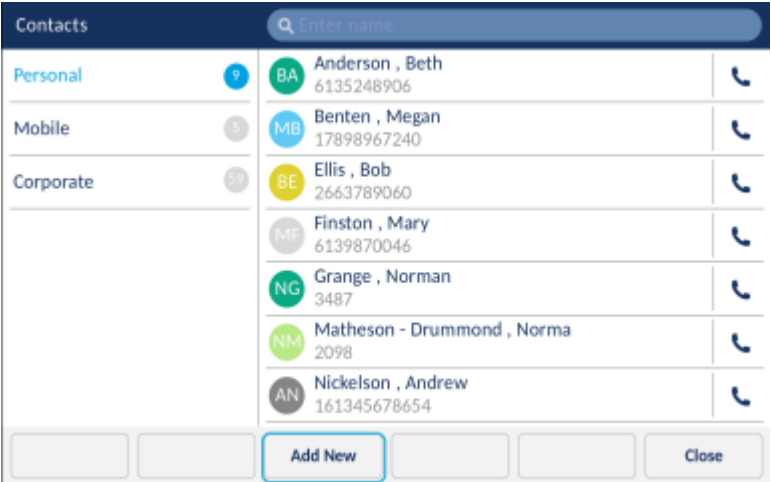 Contacts
Enter name
Personal 9
Mobile 5
Corporate 59
BA Anderson , Beth
6135248906
MB Benten , Megan
17898967240
BE Ellis , Bob
2663789060
MF Finston , Mary
6139870046
NG Grange , Norman
3487
NM Matheson - Drummond , Norma
2098
AN Nickelson , Andrew
161345678654
Add New
Close